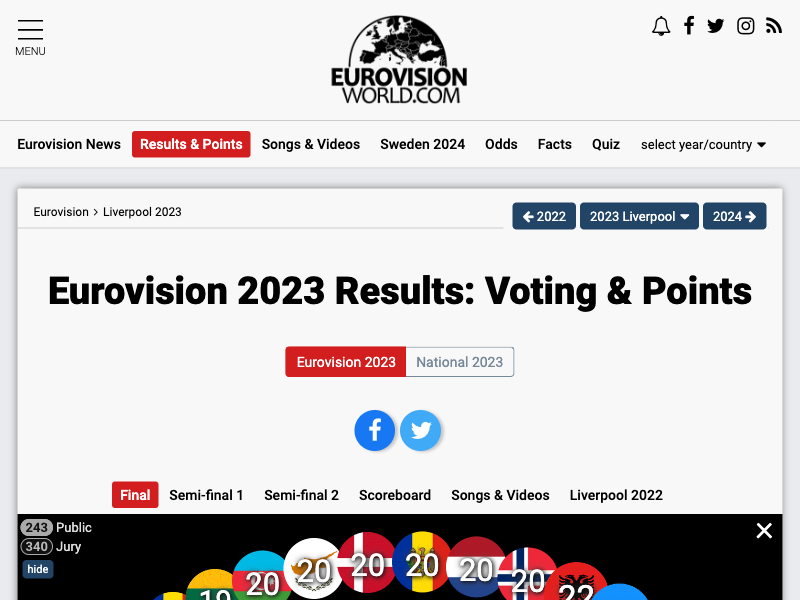 MENU
EUROVISION
WORLD.COM
Eurovision News Results & Points Songs & Videos Sweden 2024 Odds Facts Quiz select year/country
Eurovision Liverpool 2023
2022 2023 Liverpool 2024
Eurovision 2023 Results: Voting & Points
Eurovision 2023 National 2023
Final Semi-final 1 Semi-final 2 Scoreboard Songs & Videos Liverpool 2022
243 Public
340 Jury
hide
20 20 20 20 20 20 22